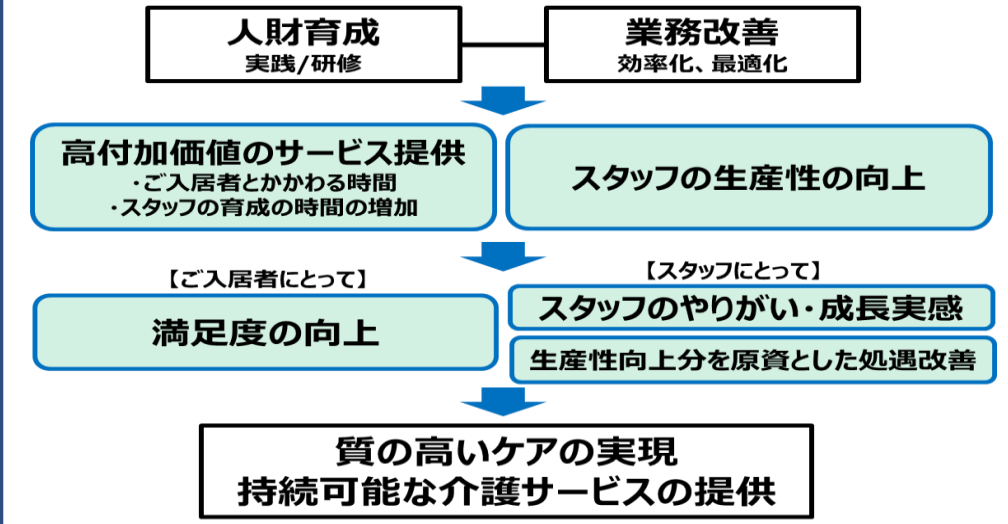 人財育成
実践/研修
業務改善
効率化、最適化
高付加価値のサービス提供
・ご入居者とかかわる時間
・スタッフの育成の時間の増加
スタッフの生産性の向上
【ご入居者にとって】
満足度の向上
【スタッフにとって】
スタッフのやりがい・成長実感
生産性向上分を原資とした処遇改善
質の高いケアの実現
持続可能な介護サービスの提供